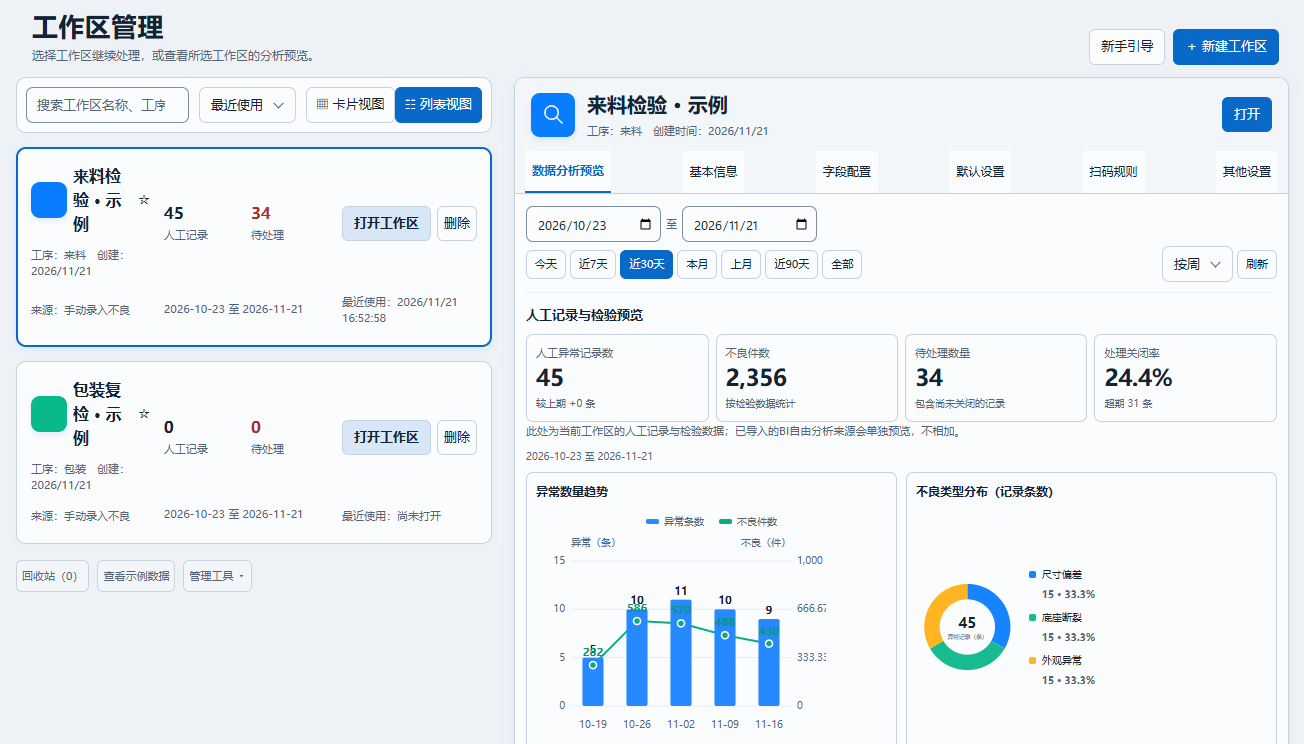 工作区管理
选择工作区继续处理，或查看所选工作区的分析预览。
新手引导
+ 新建工作区
搜索工作区名称、工序
最近使用
卡片视图
列表视图
来料检验 • 示例
☆
45
人工记录
34
待处理
打开工作区
删除
工序：来料 创建：2026/11/21
来源：手动录入不良
2026-10-23 至 2026-11-21
最近使用：2026/11/21 16:52:58
包装复检 • 示例
☆
0
人工记录
0
待处理
打开工作区
删除
工序：包装 创建：2026/11/21
来源：手动录入不良
2026-10-23 至 2026-11-21
最近使用：尚未打开
回收站（0）
查看示例数据
管理工具
来料检验 • 示例
工序：来料 创建时间：2026/11/21
打开
数据分析预览
基本信息
字段配置
默认设置
扫码规则
其他设置
2026/10/23
至
2026/11/21
今天
近7天
近30天
本月
上月
近90天
全部
按周
刷新
人工记录与检验预览
人工异常记录数
45
较上期 +0 条
不良件数
2,356
按检验数据统计
待处理数量
34
包含尚未关闭的记录
处理关闭率
24.4%
超期 31 条
此处为当前工作区的人工记录与检验数据；已导入的BI自由分析来源会单独预览，不相加。
2026-10-23 至 2026-11-21
异常数量趋势
异常条数
不良件数
异常（条）
不良（件）
15
1,000
10
666.67
5
333.33
0
0
5
10
11
10
9
282
586
570
488
430
10-19
10-26
11-02
11-09
11-16
不良类型分布（记录条数）
45
异常记录（条）
尺寸偏差
15 • 33.3%
底座断裂
15 • 33.3%
外观异常
15 • 33.3%